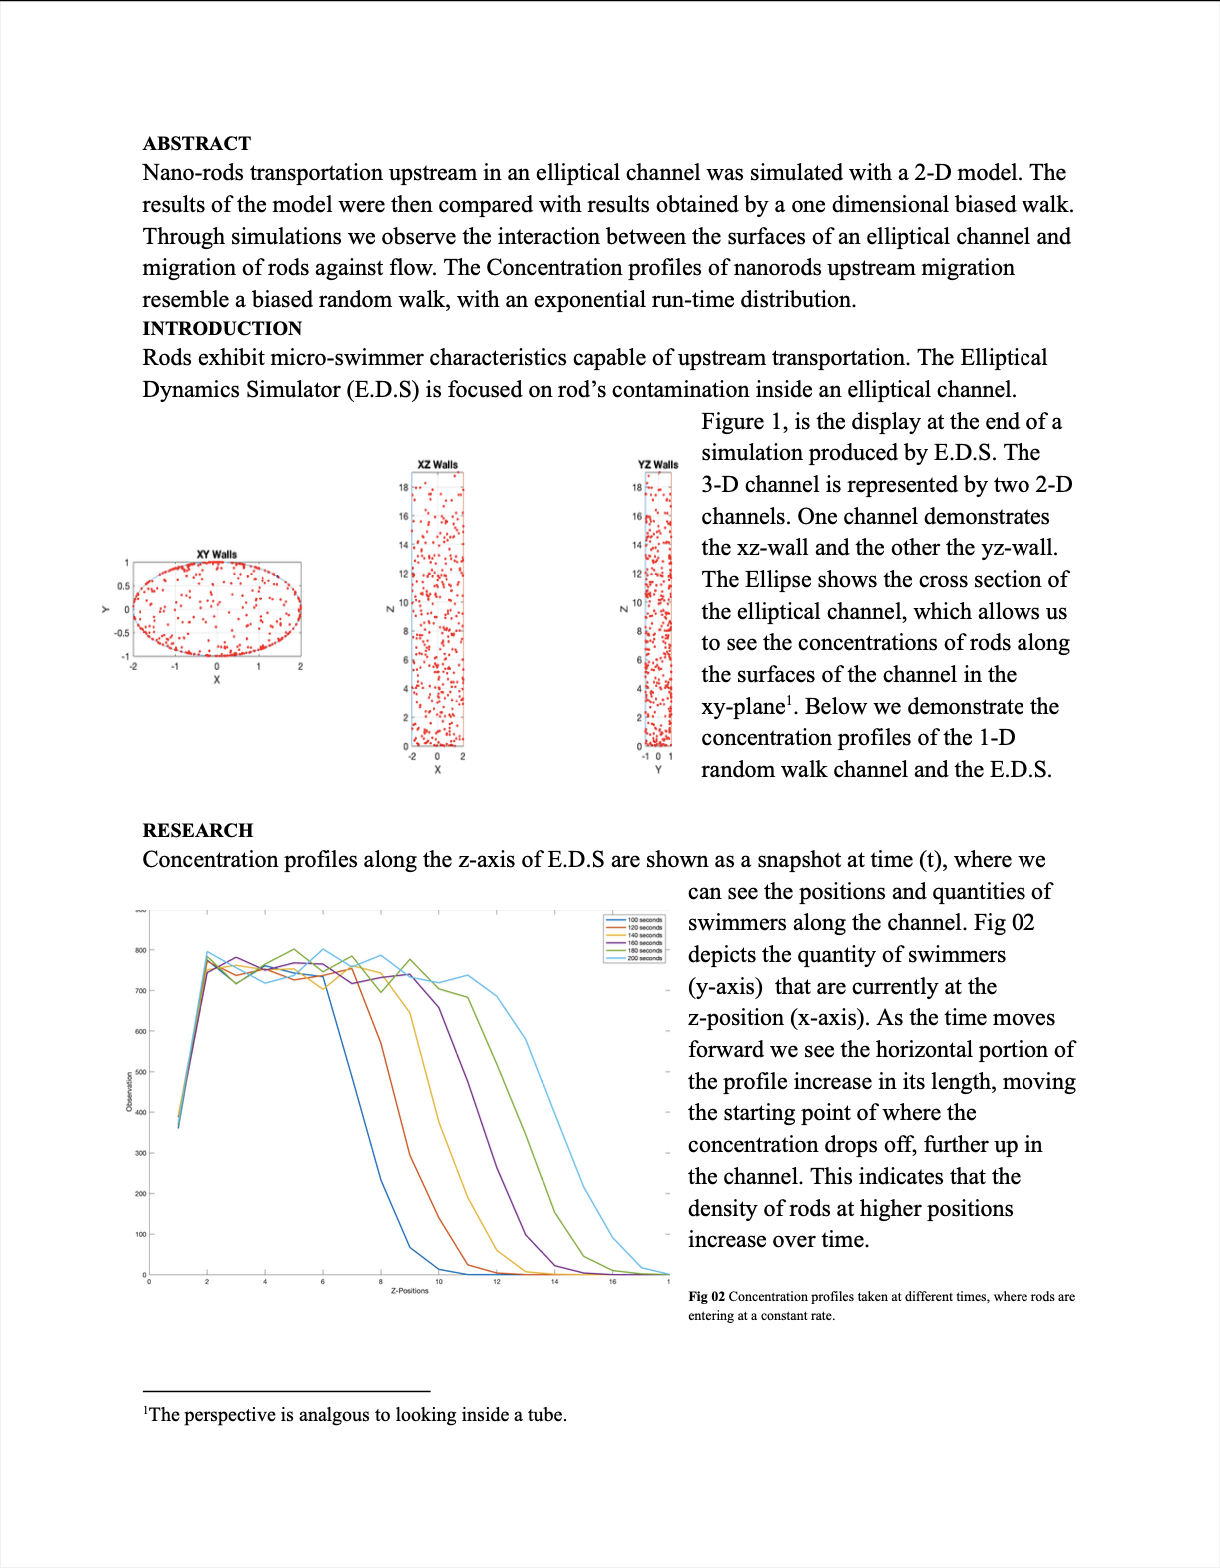 ABSTRACT
Nano-rods transportation upstream in an elliptical channel was simulated with a 2-D model. The
results of the model were then compared with results obtained by a one dimensional biased walk.
Through simulations we observe the interaction between the surfaces of an elliptical channel and
migration of rods against flow. The Concentration profiles of nanorods upstream migration
resemble a biased random walk, with an exponential run-time distribution.
INTRODUCTION
Rods exhibit micro-swimmer characteristics capable of upstream transportation. The Elliptical
Dynamics Simulator (E.D.S) is focused on rod’s contamination inside an elliptical channel.
Figure 1, is the display at the end of a
simulation produced by E.D.S. The
3-D channel is represented by two 2-D
channels. One channel demonstrates
the xz-wall and the other the yz-wall.
The Ellipse shows the cross section of
the elliptical channel, which allows us
to see the concentrations of rods along
the surfaces of the channel in the
xy-plane¹. Below we demonstrate the
concentration profiles of the 1-D
random walk channel and the E.D.S.
XY Walls
1
0.5
0
-0.5
-1
Y
-2 -1 0 1 2
X
XZ Walls
18
16
14
12
10
8
6
4
2
0
Z
-2 0 2
X
YZ Walls
18
16
14
12
10
8
6
4
2
0
Z
-1 0 1
Y
RESEARCH
Concentration profiles along the z-axis of E.D.S are shown as a snapshot at time (t), where we
can see the positions and quantities of
swimmers along the channel. Fig 02
depicts the quantity of swimmers
(y-axis)  that are currently at the
z-position (x-axis). As the time moves
forward we see the horizontal portion of
the profile increase in its length, moving
the starting point of where the
concentration drops off, further up in
the channel. This indicates that the
density of rods at higher positions
increase over time.
100 seconds
120 seconds
140 seconds
160 seconds
180 seconds
200 seconds
800
700
600
500
400
300
200
100
0
Observation
0 2 4 6 8 10 12 14 16 1
Z-Positions
Fig 02 Concentration profiles taken at different times, where rods are
entering at a constant rate.
¹The perspective is analgous to looking inside a tube.